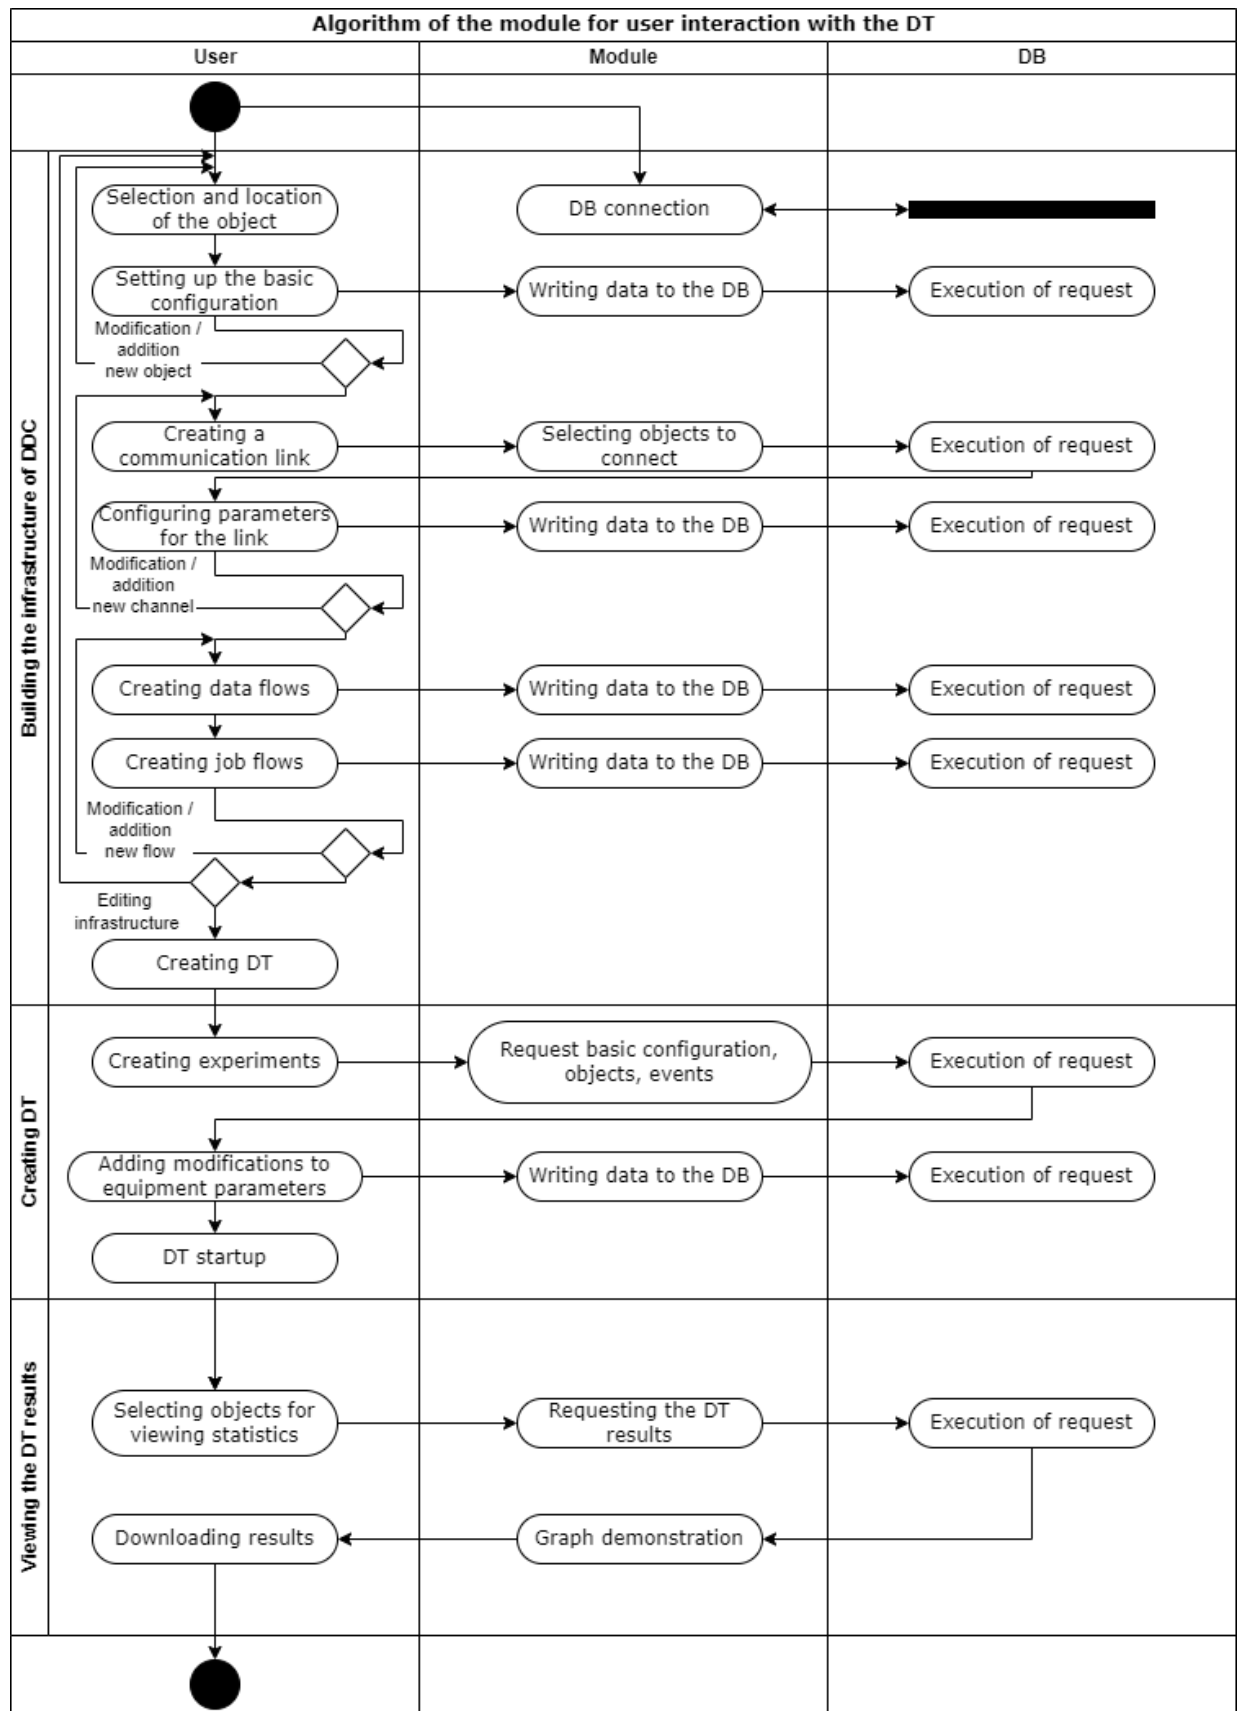 Algorithm of the module for user interaction with the DT
User
Module
DB
Building the infrastructure of DDC
Selection and location
of the object
DB connection
Setting up the basic
configuration
Writing data to the DB
Execution of request
Modification /
addition
new object
Creating a
communication link
Selecting objects to
connect
Execution of request
Configuring parameters
for the link
Writing data to the DB
Execution of request
Modification /
addition
new channel
Creating data flows
Writing data to the DB
Execution of request
Creating job flows
Writing data to the DB
Execution of request
Modification /
addition
new flow
Editing
infrastructure
Creating DT
Creating DT
Creating experiments
Request basic configuration,
objects, events
Execution of request
Adding modifications to
equipment parameters
Writing data to the DB
Execution of request
DT startup
Viewing the DT results
Selecting objects for
viewing statistics
Requesting the DT
results
Execution of request
Downloading results
Graph demonstration